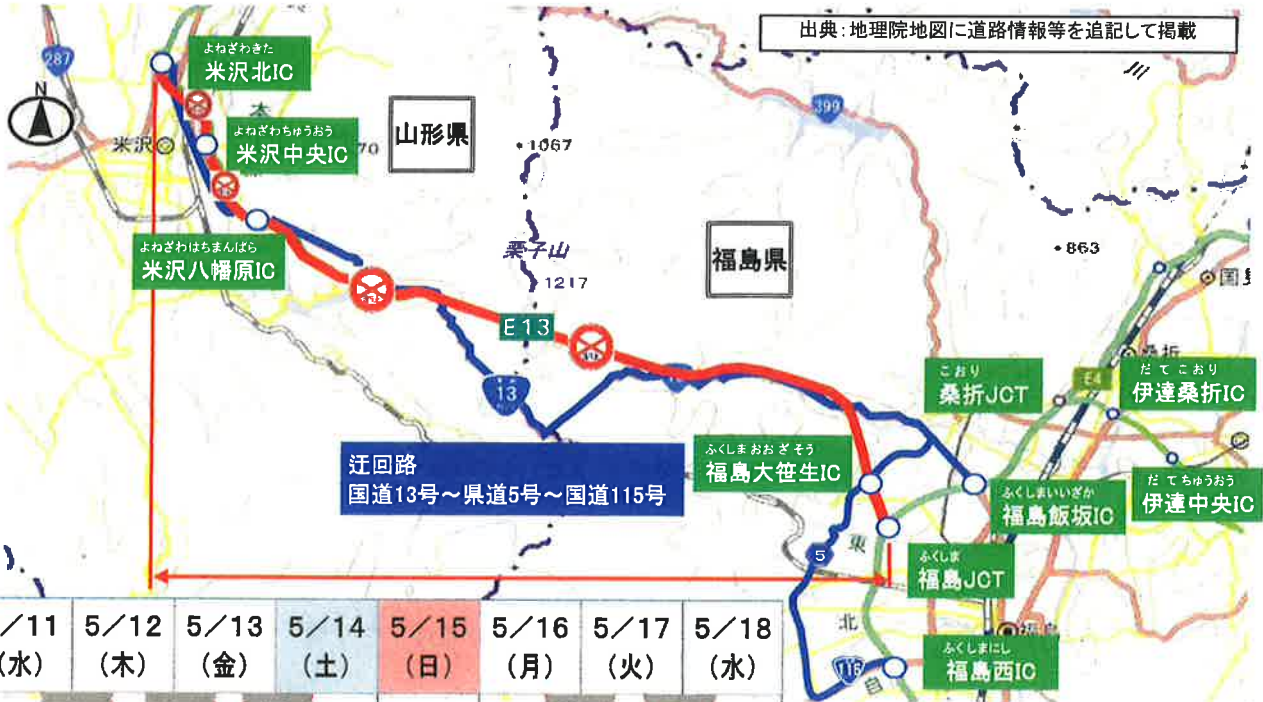 出典：地理院地図に道路情報等を追記して掲載
287
よねざわきた
米沢北IC
N
399
よねざわちゅうおう
米沢中央IC
山形県
米沢
70
・1067
よねざわはちまんぱら
米沢八幡原IC
栗子山
1217
福島県
・863
国見
E13
桑折
13
こおり
桑折JCT
E4
だてこおり
伊達桑折IC
迂回路
国道13号～県道5号～国道115号
ふくしまおおざそう
福島大笹生IC
ふくしまいいざか
福島飯坂IC
だてちゅうおう
伊達中央IC
東
5
ふくしま
福島JCT
北
福島
ふくしまにし
福島西IC
自
／11 5／12 5／13 5／14 5／15 5／16 5／17 5／18
(水) (木) (金) (土) (日) (月) (火) (水)